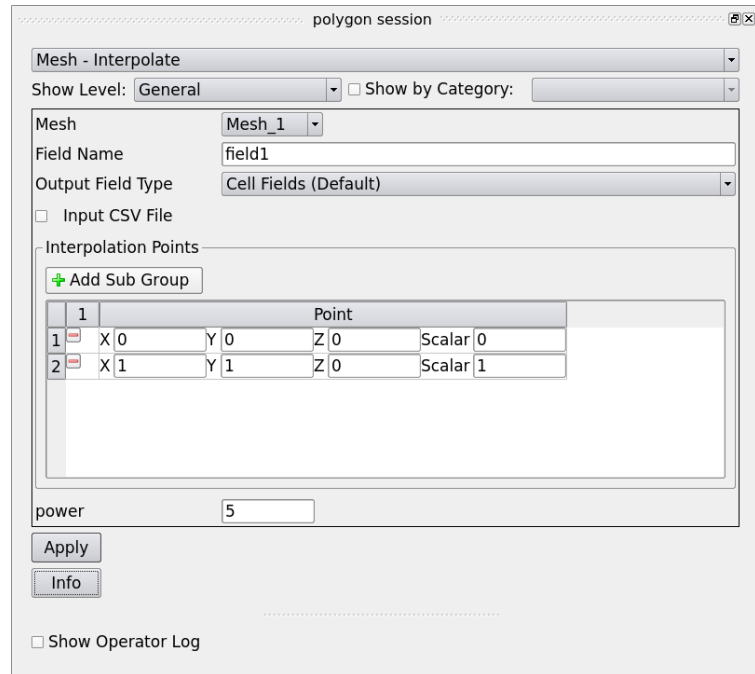 polygon session
Mesh - Interpolate
Show Level: General Show by Category:
Mesh Mesh_1
Field Name field1
Output Field Type Cell Fields (Default)
Input CSV File
Interpolation Points
Add Sub Group
1 Point
1 X 0 Y 0 Z 0 Scalar 0
2 X 1 Y 1 Z 0 Scalar 1
power 5
Apply
Info
Show Operator Log